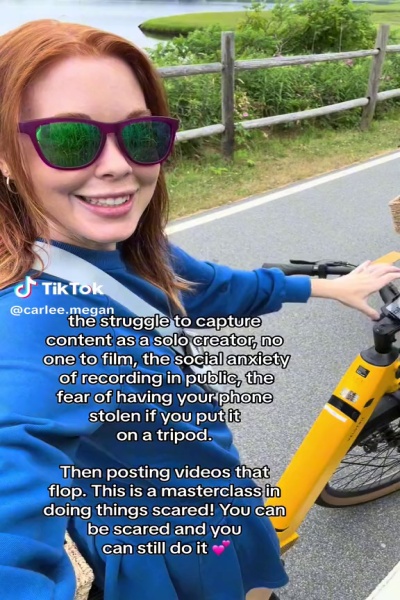 TikTok
@carlee.megan
the struggle to capture
content as a solo creator, no
one to film, the social anxiety
of recording in public, the
fear of having your phone
stolen if you put it
on a tripod.
Then posting videos that
flop. This is a masterclass in
doing things scared! You can
be scared and you
can still do it 💕